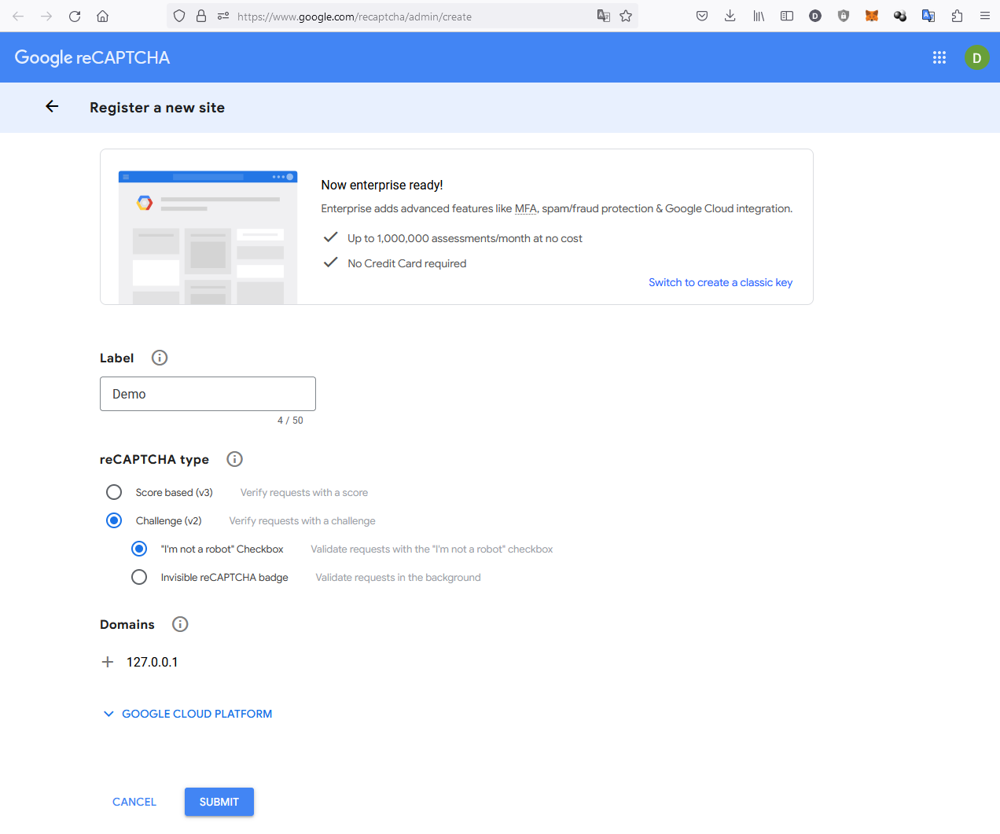 https://www.google.com/recaptcha/admin/create
D
Google reCAPTCHA
D
Register a new site
Now enterprise ready!
Enterprise adds advanced features like MFA, spam/fraud protection & Google Cloud integration.
Up to 1,000,000 assessments/month at no cost
No Credit Card required
Switch to create a classic key
Label
Demo
4 / 50
reCAPTCHA type
Score based (v3) Verify requests with a score
Challenge (v2) Verify requests with a challenge
"I'm not a robot" Checkbox Validate requests with the "I'm not a robot" checkbox
Invisible reCAPTCHA badge Validate requests in the background
Domains
127.0.0.1
GOOGLE CLOUD PLATFORM
CANCEL SUBMIT